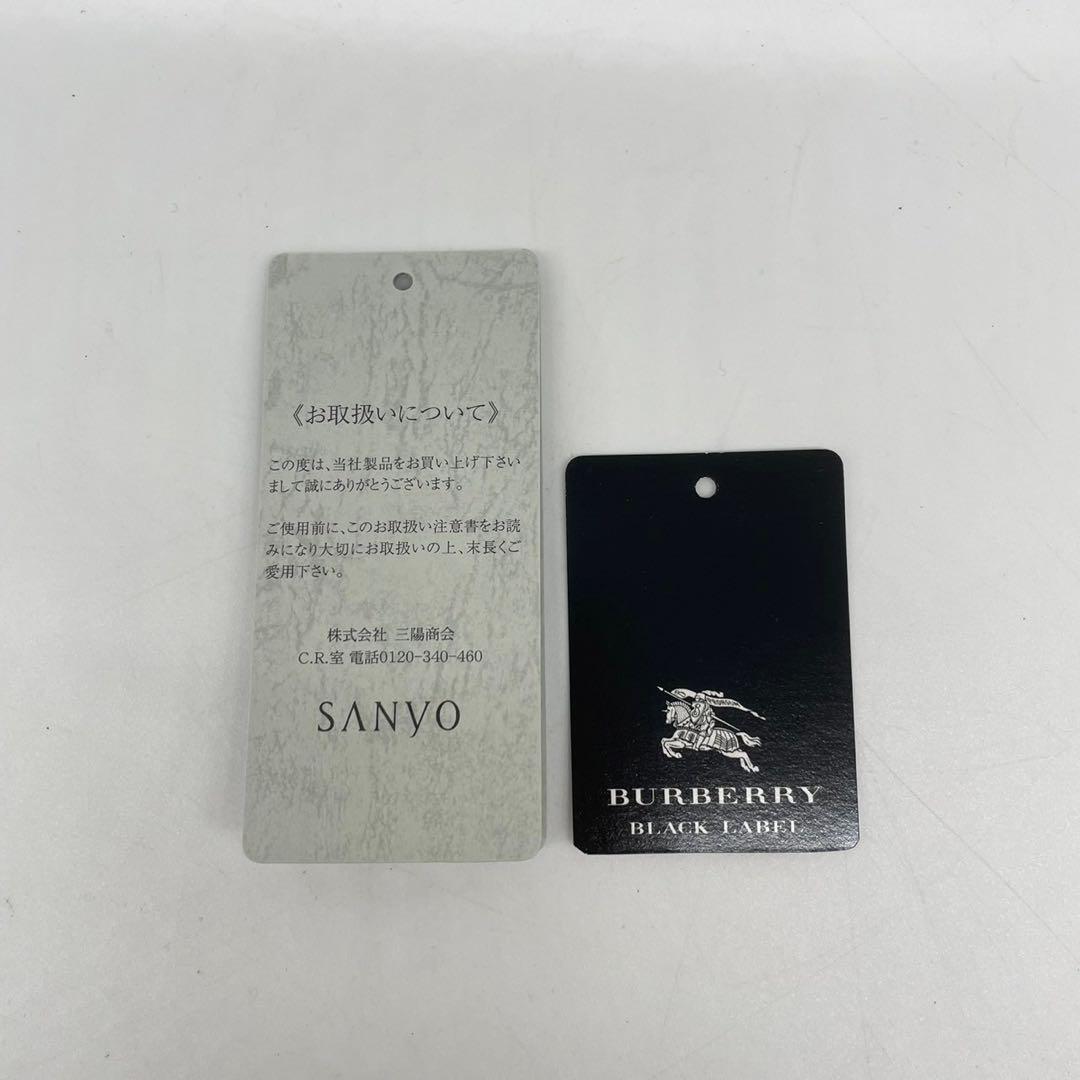 《お取扱いについて》
この度は、当社製品をお買い上げ下さい
まして誠にありがとうございます。
ご使用前に、このお取扱い注意書をお読
みになり大切にお取扱いの上、末長くご
愛用下さい。
株式会社 三陽商会
C.R.室 電話0120-340-460
SANYO
PRORSUM
BURBERRY
BLACK LABEL